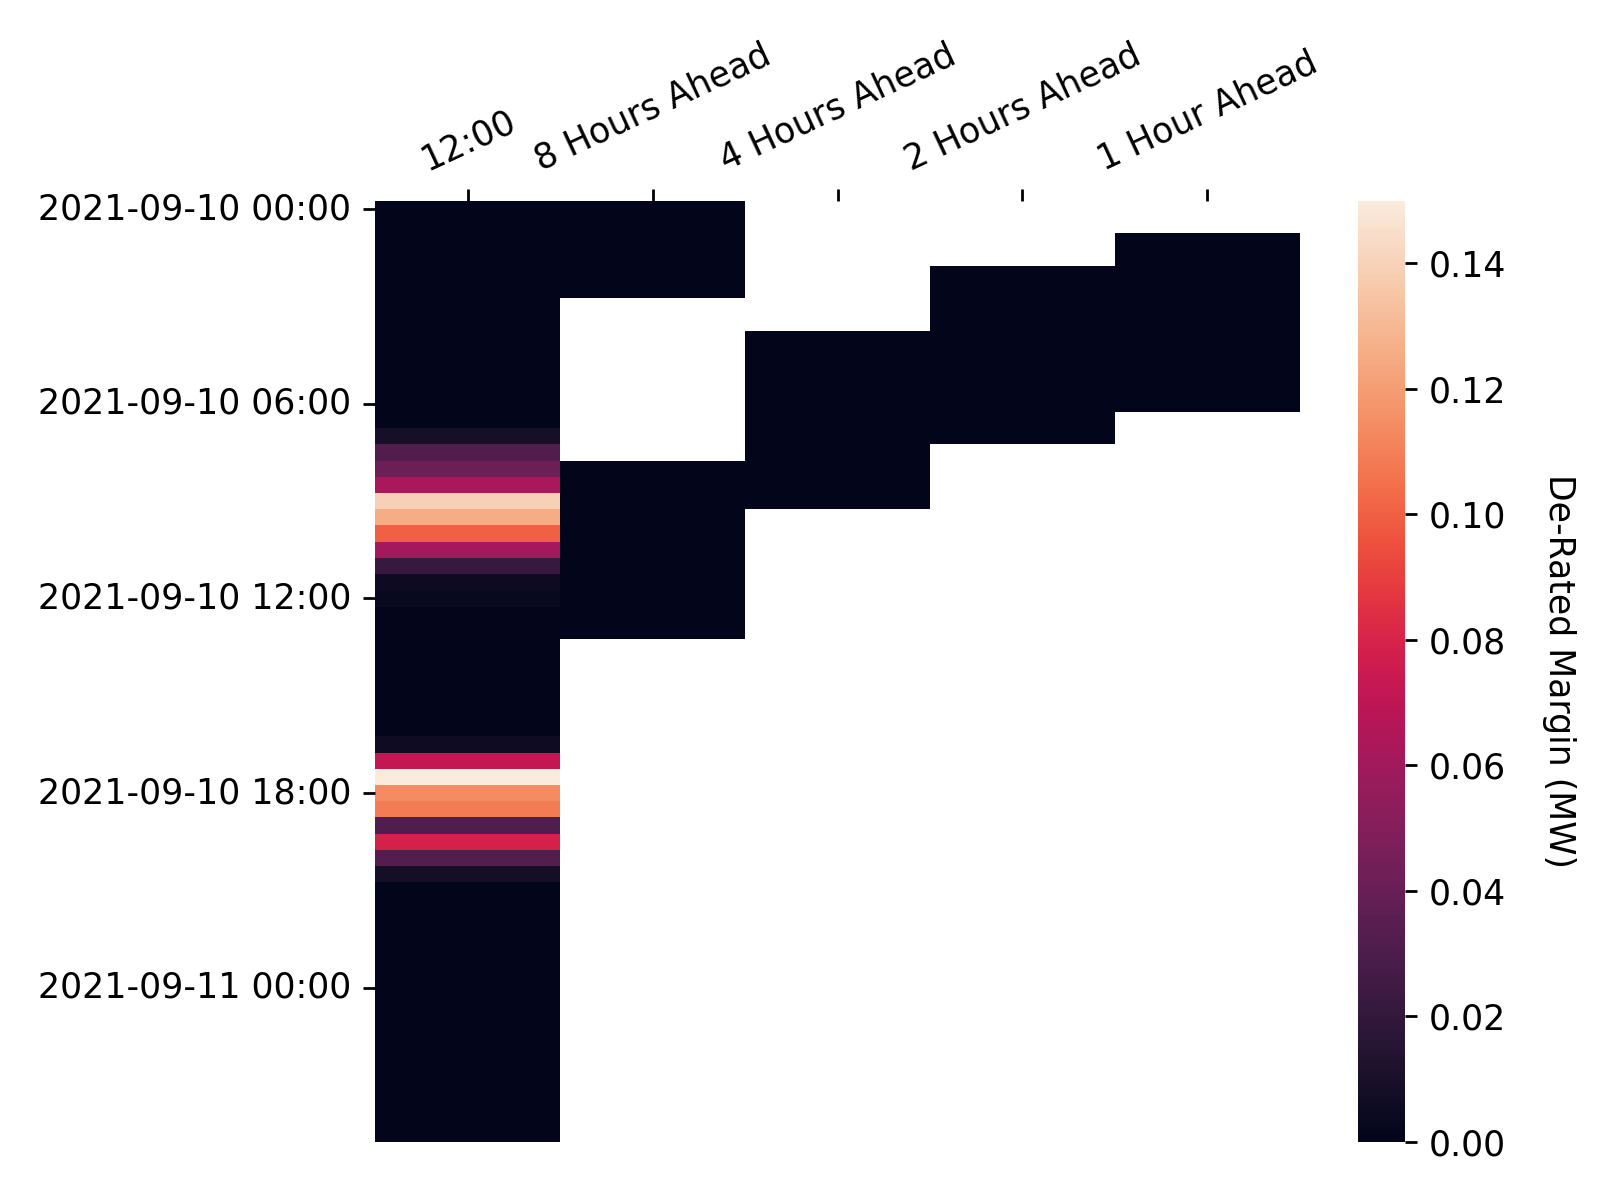 12:00
8 Hours Ahead
4 Hours Ahead
2 Hours Ahead
1 Hour Ahead
2021-09-10 00:00
2021-09-10 06:00
2021-09-10 12:00
2021-09-10 18:00
2021-09-11 00:00
0.14
0.12
0.10
0.08
0.06
0.04
0.02
0.00
De-Rated Margin (MW)